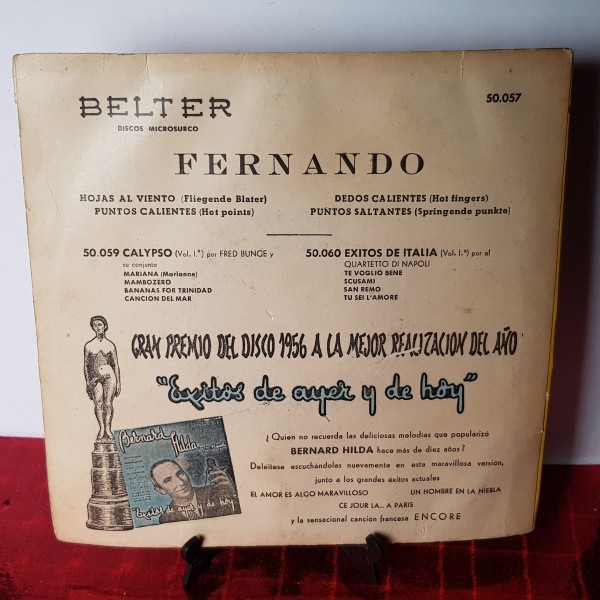 BELTER
50.057
DISCOS MICROSURCO
FERNANDO
HOJAS AL VIENTO (Fliegende Blater)
PUNTOS CALIENTES (Hot points)
DEDOS CALIENTES (Hot fingers)
PUNTOS SALTANTES (Springende punkte)
50.059 CALYPSO (Vol. I.º) por FRED BUNGE y
su conjunto
MARIANA (Marianne)
MAMBOZERO
BANANAS FOR TRINIDAD
CANCION DEL MAR
50.060 EXITOS DE ITALIA (Vol. I.º) por el
QUARTETTO DI NAPOLI
TE VOGLIO BENE
SCUSAMI
SAN REMO
TU SEI L'AMORE
GRAN PREMIO DEL DISCO 1956 A LA MEJOR REALIZACION DEL AÑO
"Exitos de ayer y de hoy"
¿Quien no recuerda las deliciosas melodias que popularizó
BERNARD HILDA hace más de diez años?
Deleitese escuchándolas nuevamente en esta maravillosa versión,
junto a los grandes éxitos actuales
EL AMOR ES ALGO MARAVILLOSO UN HOMBRE EN LA NIEBLA
CE JOUR LA... A PARIS
y la sensacional canción francesa ENCORE
Bernard
Hilda
"Exitos de ayer y de hoy"